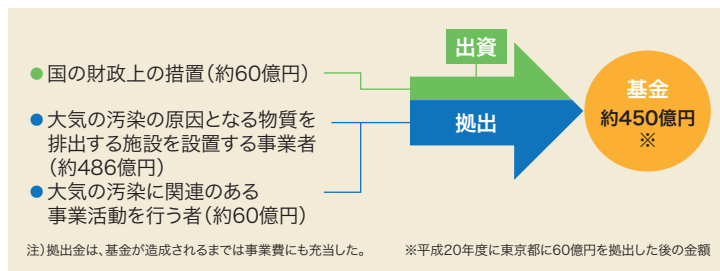 ● 国の財政上の措置（約60億円）
● 大気の汚染の原因となる物質を
排出する施設を設置する事業者
（約486億円）
● 大気の汚染に関連のある
事業活動を行う者（約60億円）
出資
拠出
基金
約450億円
※
注）拠出金は、基金が造成されるまでは事業費にも充当した。
※平成20年度に東京都に60億円を拠出した後の金額